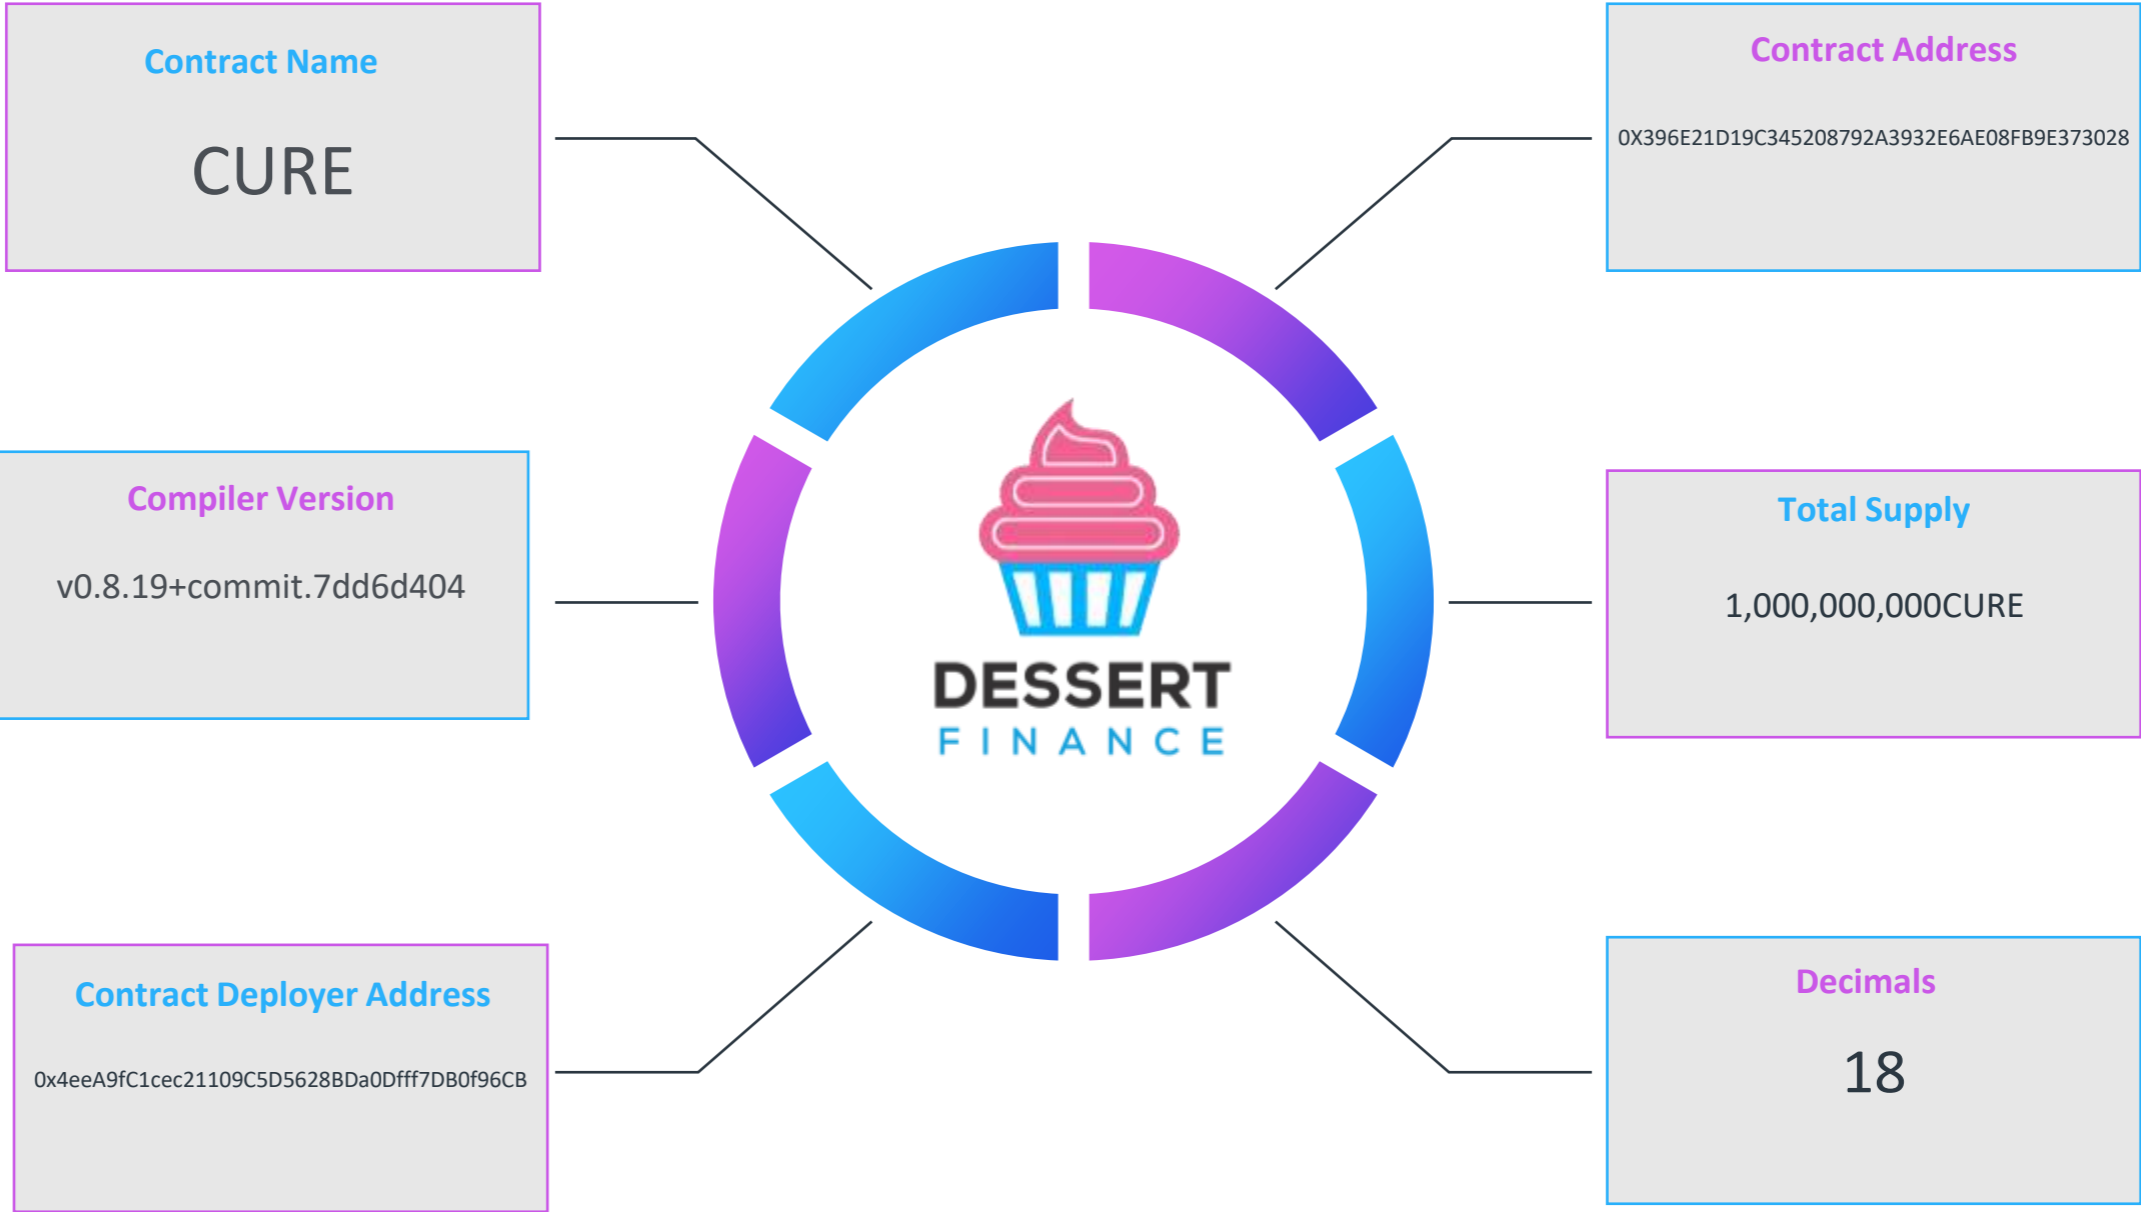 Contract Name
CURE
Contract Address
0X396E21D19C345208792A3932E6AE08FB9E373028
Compiler Version
v0.8.19+commit.7dd6d404
DESSERT
FINANCE
Total Supply
1,000,000,000CURE
Contract Deployer Address
0x4eeA9fC1cec21109C5D5628BDa0Dfff7DB0f96CB
Decimals
18